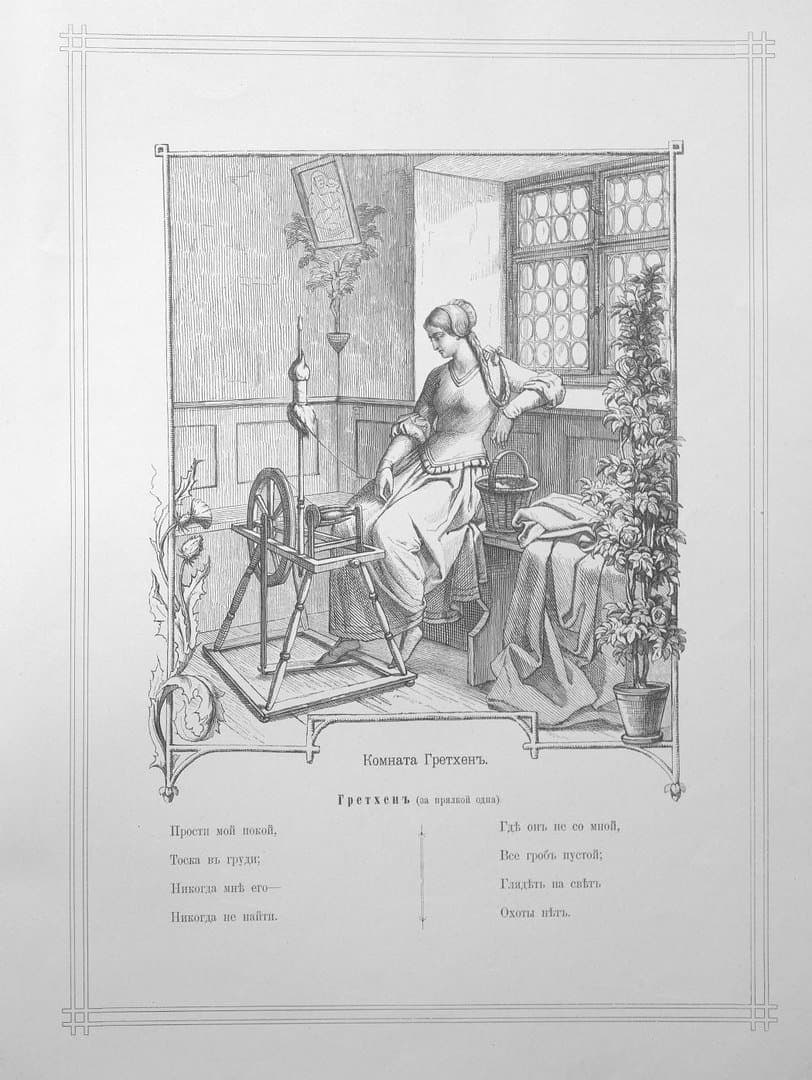 Комната Гретхенъ.
Гретхенъ (за прялкой одна)
Прости мой покой,
Тоска въ груди;
Никогда мнѣ его—
Никогда не найти.
Гдѣ онъ не со мной,
Все гробъ пустой;
Глядѣть на свѣтъ
Охоты нѣтъ.